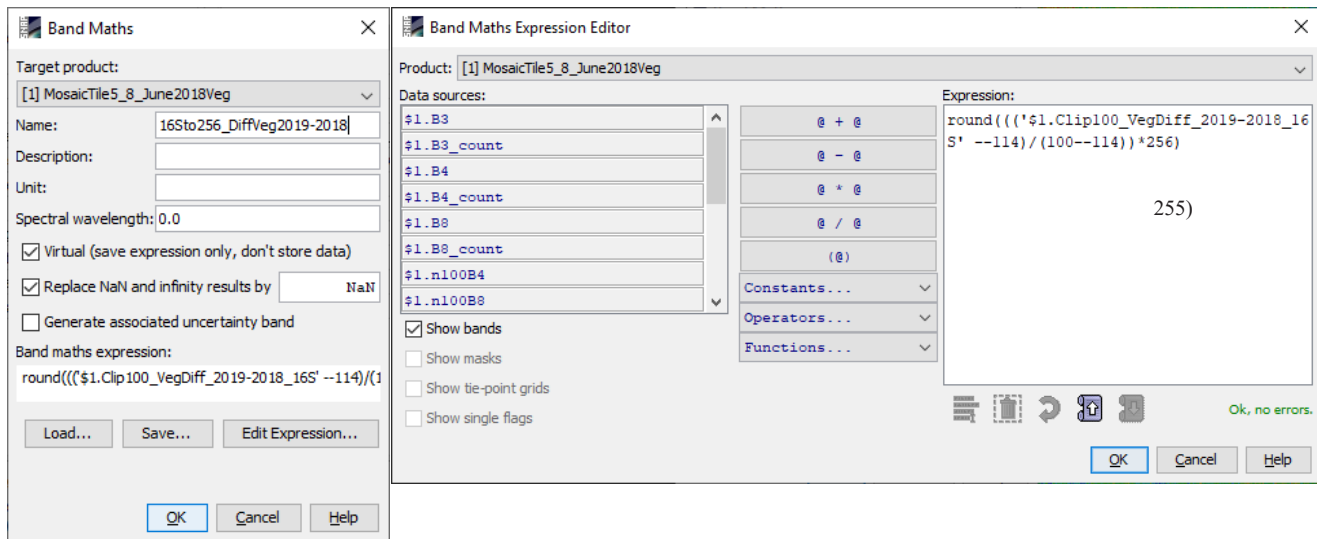 Band Maths
Target product:
[1] MosaicTile5_8_June2018Veg
Name:
16Sto256_DiffVeg2019-2018
Description:
Unit:
Spectral wavelength: 0.0
Virtual (save expression only, don't store data)
Replace NaN and infinity results by NaN
Generate associated uncertainty band
Band maths expression:
round((('$1.Clip100_VegDiff_2019-2018_16S' --114)/(1
Load... Save... Edit Expression...
OK Cancel Help
Band Maths Expression Editor
Product: [1] MosaicTile5_8_June2018Veg
Data sources:
$1.B3
$1.B3_count
$1.B4
$1.B4_count
$1.B8
$1.B8_count
$1.n100B4
$1.n100B8
Show bands
Show masks
Show tie-point grids
Show single flags
@ + @
@ - @
@ * @
@ / @
(@)
Constants...
Operators...
Functions...
Expression:
round((('$1.Clip100_VegDiff_2019-2018_16
S' --114)/(100--114))*256)
255)
Ok, no errors.
OK Cancel Help